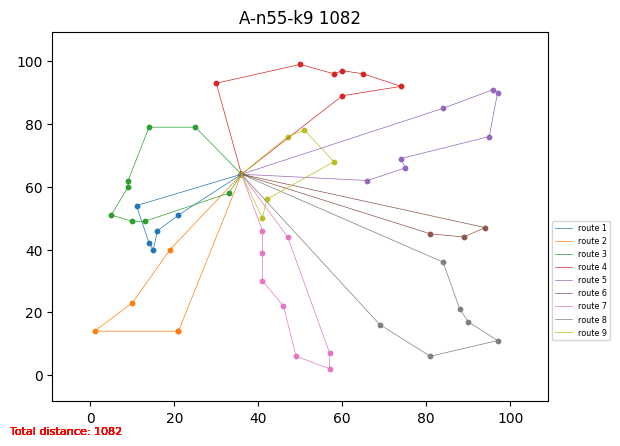 A-n55-k9 1082
100
80
60
40
20
0
0 20 40 60 80 100
route 1
route 2
route 3
route 4
route 5
route 6
route 7
route 8
route 9
Total distance: 1082